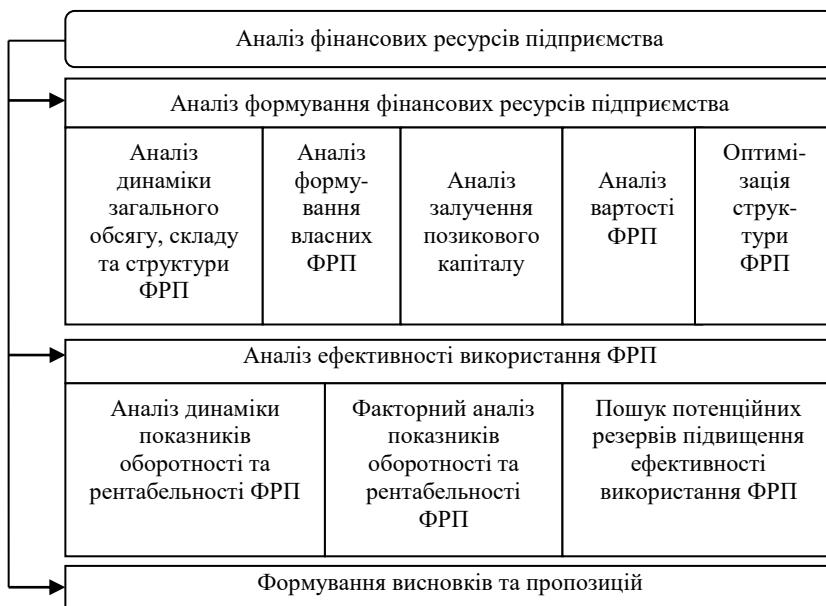 Аналіз фінансових ресурсів підприємства
Аналіз формування фінансових ресурсів підприємства
Аналіз
динаміки
загального
обсягу, складу
та структури
ФРП
Аналіз
форму-
вання
власних
ФРП
Аналіз
залучення
позикового
капіталу
Аналіз
вартості
ФРП
Оптимі-
зація
струк-
тури
ФРП
Аналіз ефективності використання ФРП
Аналіз динаміки
показників
оборотності та
рентабельності ФРП
Факторний аналіз
показників
оборотності та
рентабельності
ФРП
Пошук потенційних
резервів підвищення
ефективності
використання ФРП
Формування висновків та пропозицій